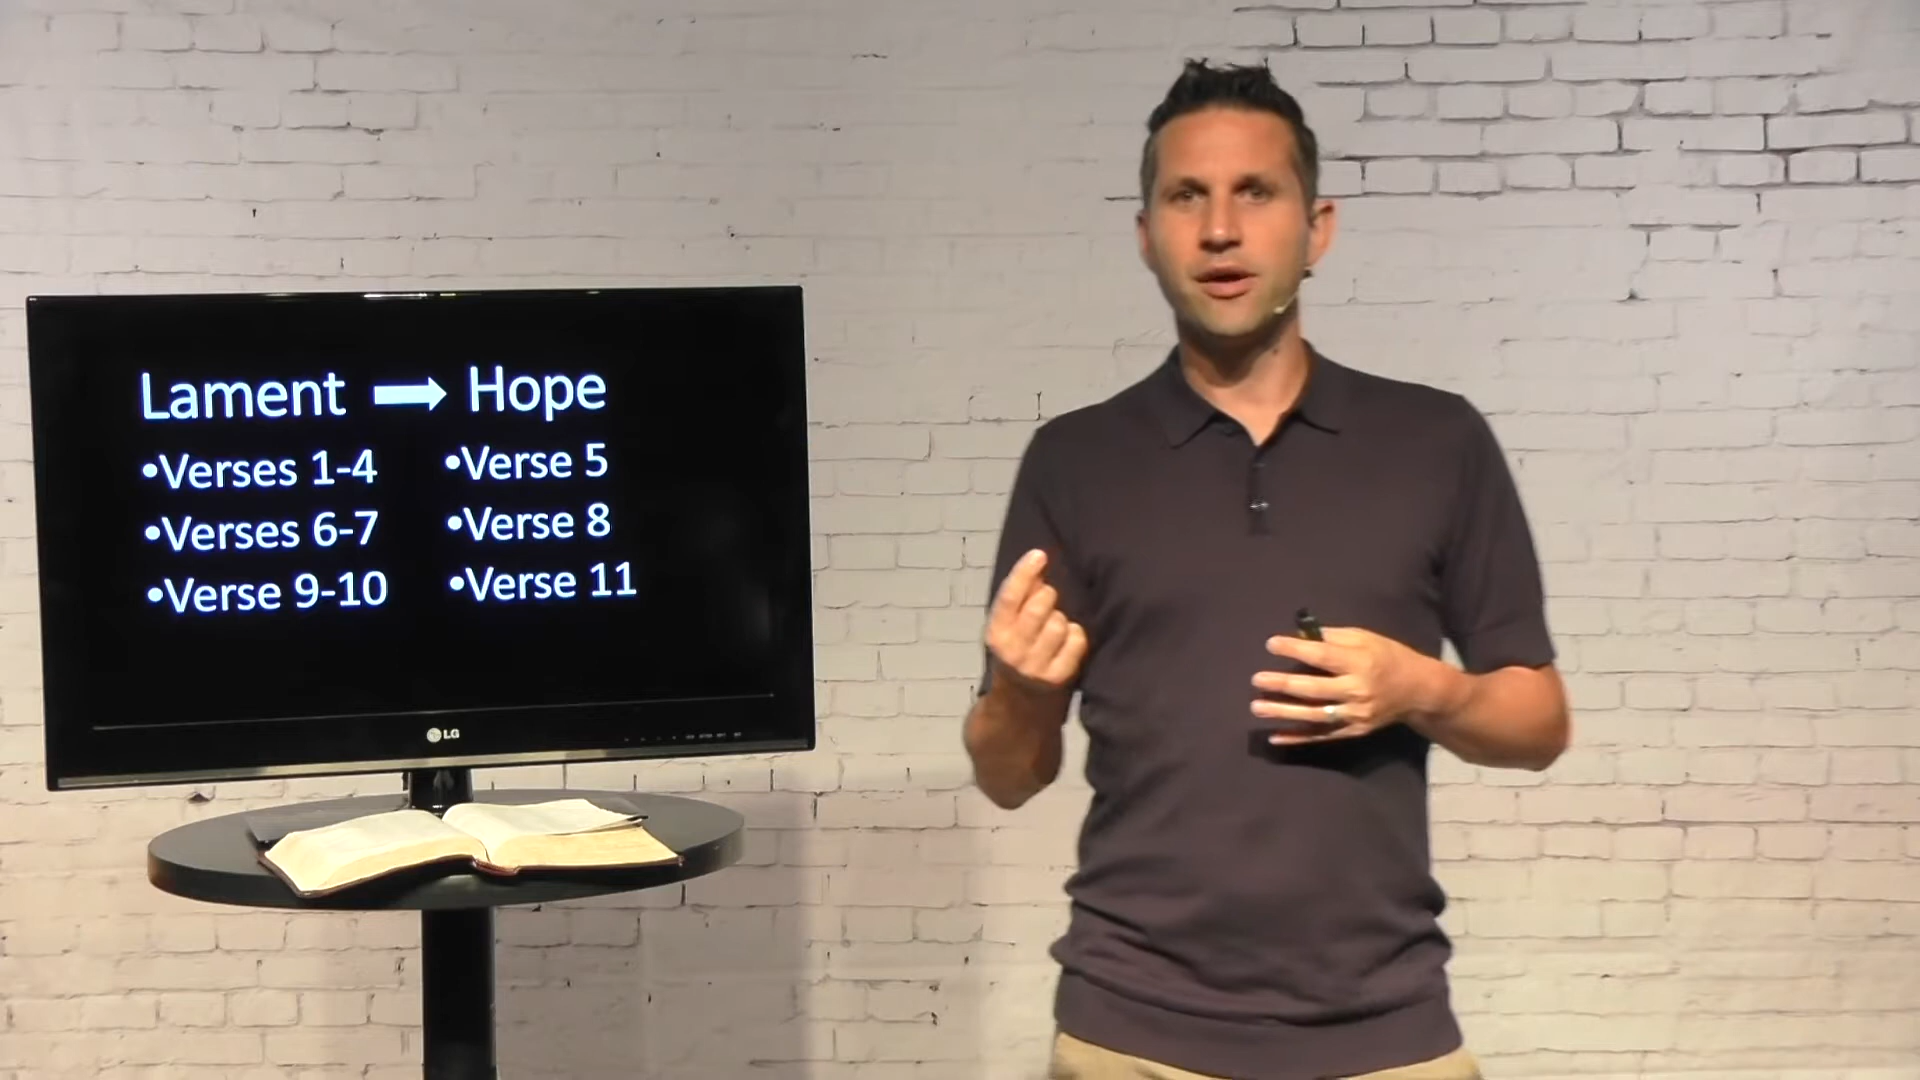 Lament Hope
•Verses 1-4 •Verse 5
•Verses 6-7 •Verse 8
•Verse 9-10 •Verse 11
LG